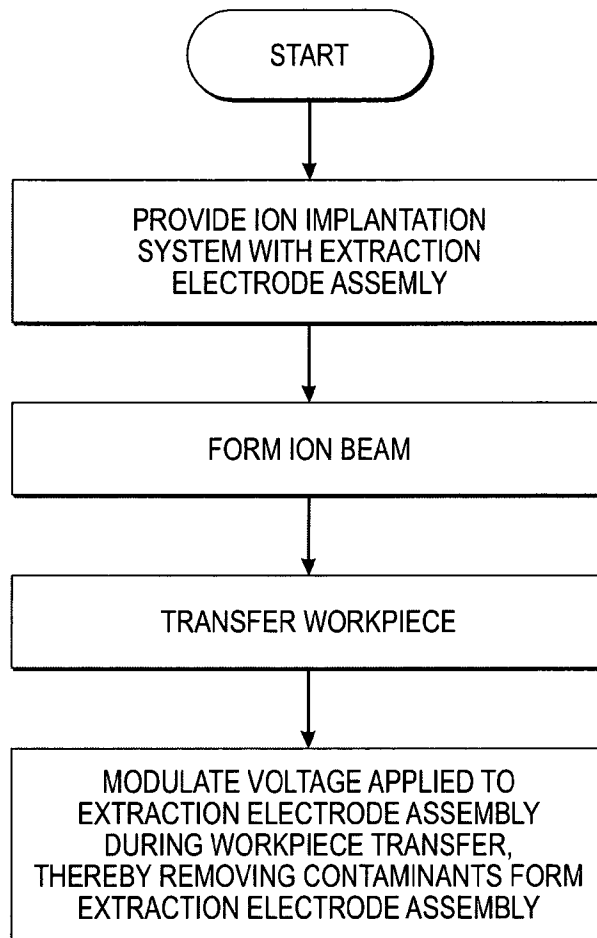 START
PROVIDE ION IMPLANTATION
SYSTEM WITH EXTRACTION
ELECTRODE ASSEMLY
FORM ION BEAM
TRANSFER WORKPIECE
MODULATE VOLTAGE APPLIED TO
EXTRACTION ELECTRODE ASSEMBLY
DURING WORKPIECE TRANSFER,
THEREBY REMOVING CONTAMINANTS FORM
EXTRACTION ELECTRODE ASSEMBLY